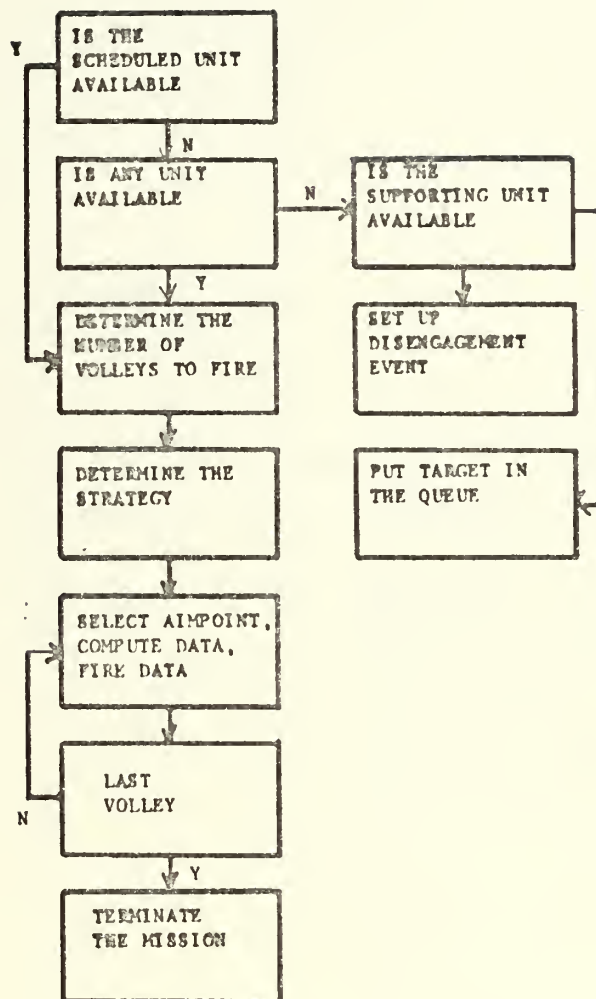 IS THE
SCHEDULED UNIT
AVAILABLE
Y
N
IS ANY UNIT
AVAILABLE
N
IS THE
SUPPORTING UNIT
AVAILABLE
Y
DETERMINE THE
NUMBER OF
VOLLEYS TO FIRE
SET UP
DISENGAGEMENT
EVENT
DETERMINE THE
STRATEGY
PUT TARGET IN
THE QUEUE
SELECT AIMPOINT,
COMPUTE DATA,
FIRE DATA
LAST
VOLLEY
N
Y
TERMINATE
THE MISSION